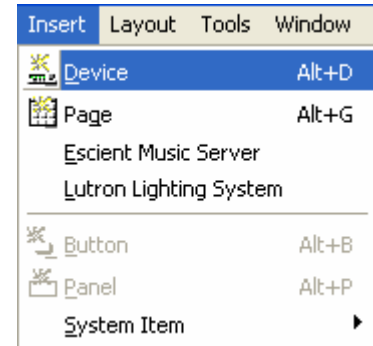 Insert Layout Tools Window
Device Alt+D
Page Alt+G
Escient Music Server
Lutron Lighting System
Button Alt+B
Panel Alt+P
System Item